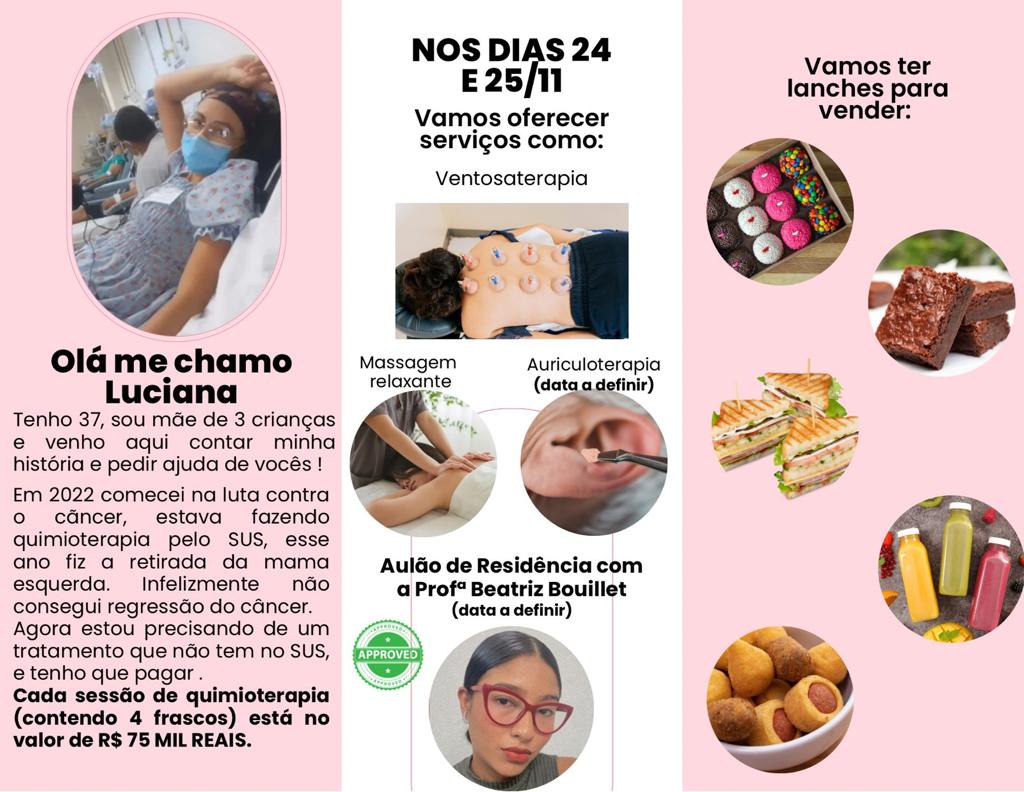 Olá me chamo
Luciana
Tenho 37, sou mãe de 3 crianças
e venho aqui contar minha
história e pedir ajuda de vocês !
Em 2022 comecei na luta contra
o cãncer, estava fazendo
quimioterapia pelo SUS, esse
ano fiz a retirada da mama
esquerda. Infelizmente não
consegui regressão do câncer.
Agora estou precisando de um
tratamento que não tem no SUS,
e tenho que pagar .
Cada sessão de quimioterapia
(contendo 4 frascos) está no
valor de R$ 75 MIL REAIS.
NOS DIAS 24
E 25/11
Vamos oferecer
serviços como:
Ventosaterapia
Massagem
relaxante
Auriculoterapia
(data a definir)
Aulão de Residência com
a Profª Beatriz Bouillet
(data a definir)
APPROVED
APPROVED
APPROVED
Vamos ter
lanches para
vender: